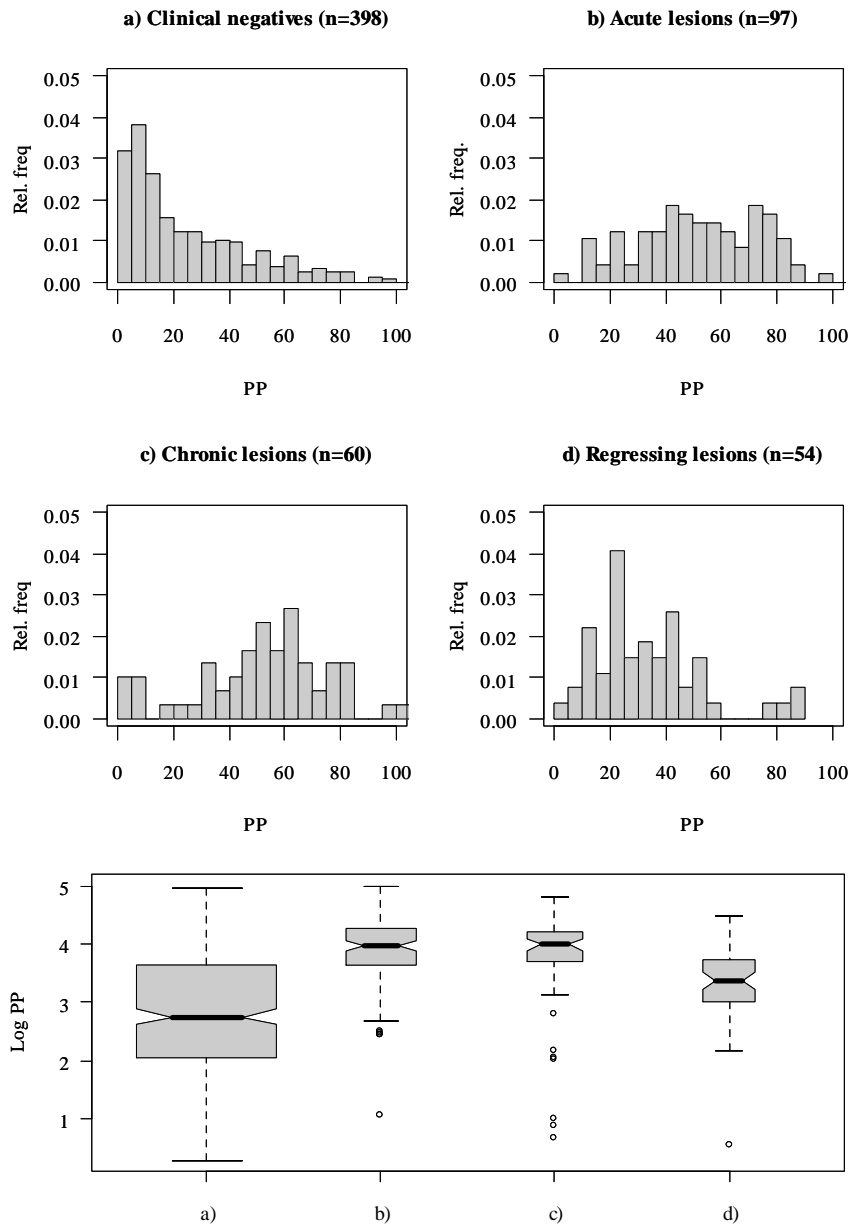 a) Clinical negatives (n=398)
b) Acute lesions (n=97)
0.05
0.04
0.03
0.02
0.01
0.00
Rel. freq
0 20 40 60 80 100
PP
0.05
0.04
0.03
0.02
0.01
0.00
Rel. freq.
0 20 40 60 80 100
PP
c) Chronic lesions (n=60)
d) Regressing lesions (n=54)
0.05
0.04
0.03
0.02
0.01
0.00
Rel. freq
0 20 40 60 80 100
PP
0.05
0.04
0.03
0.02
0.01
0.00
Rel. freq
0 20 40 60 80 100
PP
5
4
3
2
1
Log PP
a) b) c) d)